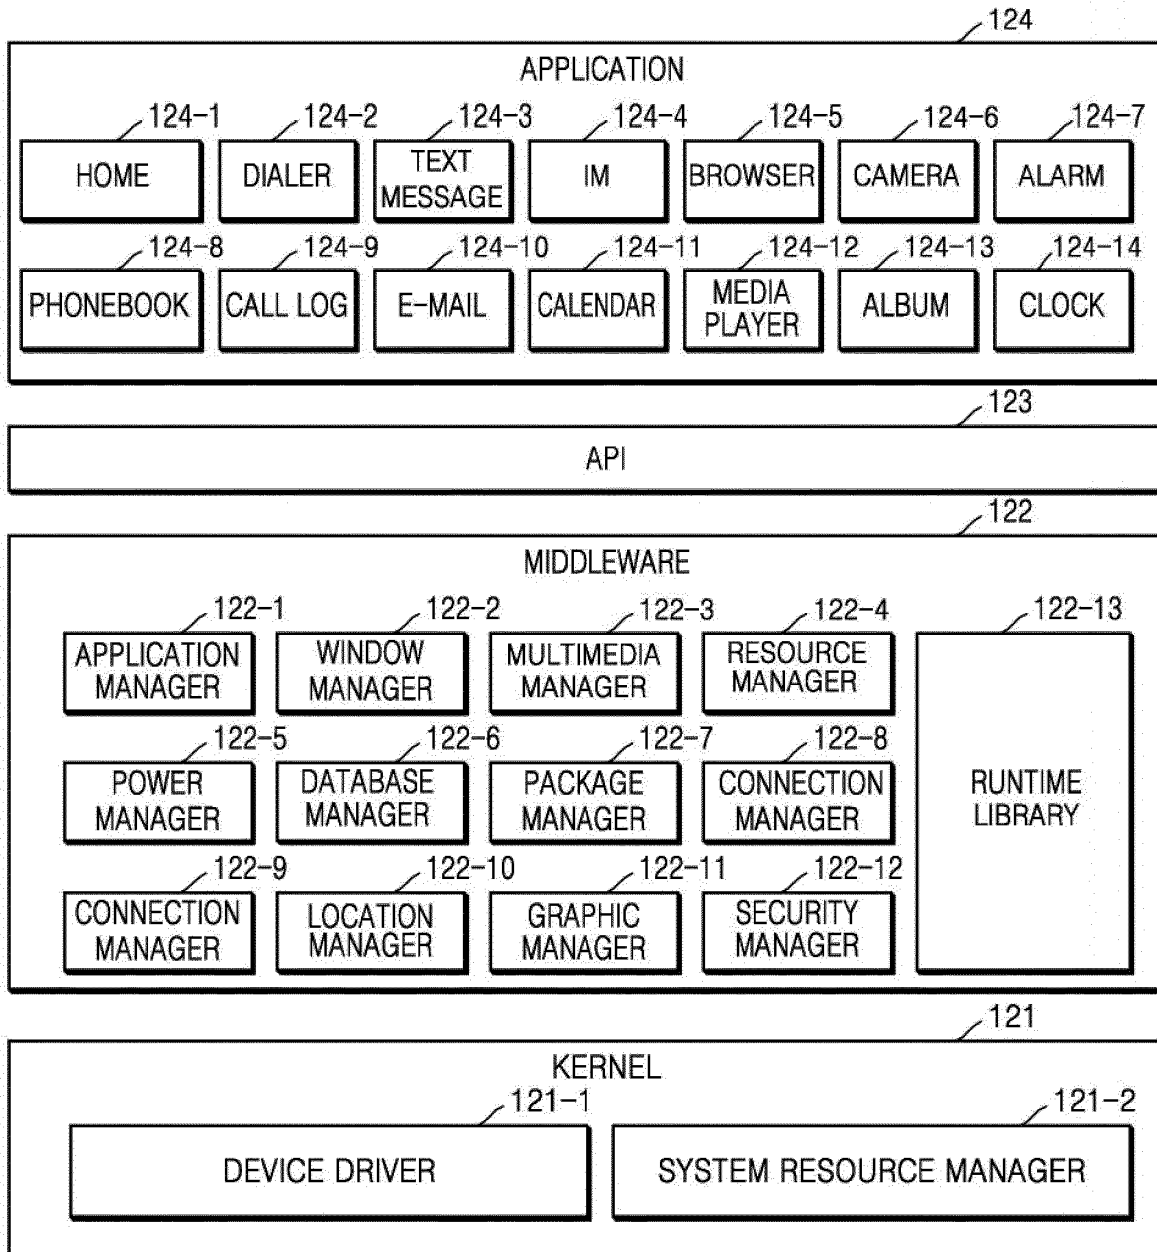 124
APPLICATION
124-1 124-2 124-3 124-4 124-5 124-6 124-7
HOME DIALER TEXT MESSAGE IM BROWSER CAMERA ALARM
124-8 124-9 124-10 124-11 124-12 124-13 124-14
PHONEBOOK CALL LOG E-MAIL CALENDAR MEDIA PLAYER ALBUM CLOCK
123
API
122
MIDDLEWARE
122-1 122-2 122-3 122-4 122-13
APPLICATION MANAGER WINDOW MANAGER MULTIMEDIA MANAGER RESOURCE MANAGER
122-5 122-6 122-7 122-8
POWER MANAGER DATABASE MANAGER PACKAGE MANAGER CONNECTION MANAGER RUNTIME LIBRARY
122-9 122-10 122-11 122-12
CONNECTION MANAGER LOCATION MANAGER GRAPHIC MANAGER SECURITY MANAGER
121
KERNEL
121-1 121-2
DEVICE DRIVER SYSTEM RESOURCE MANAGER